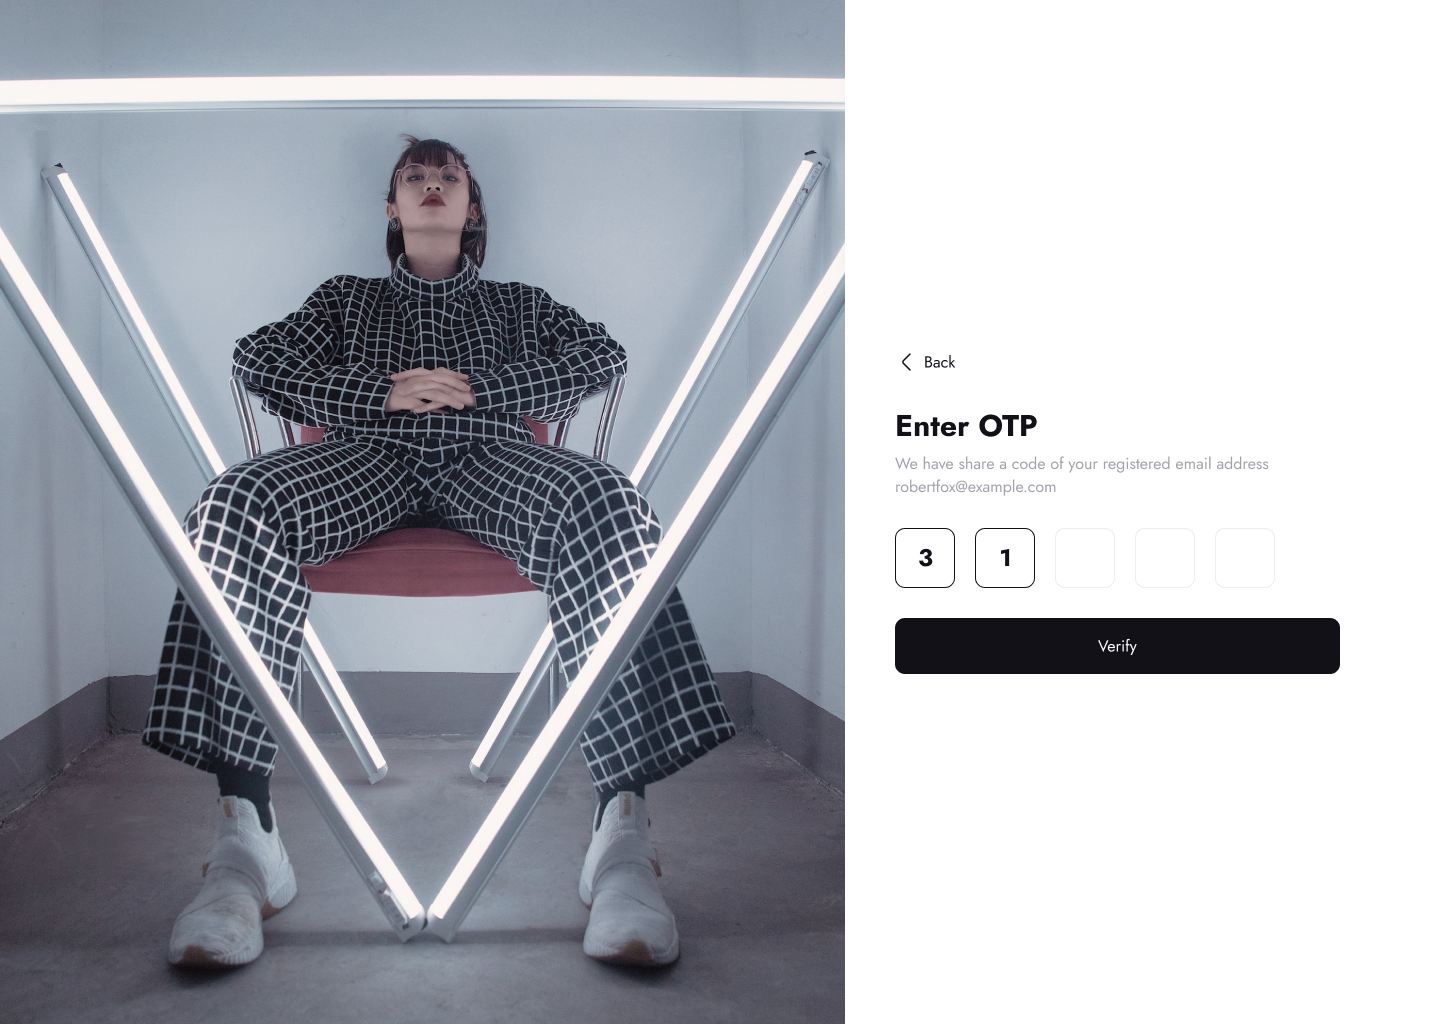 Back
Enter OTP
We have share a code of your registered email address
robertfox@example.com
3 1
Verify